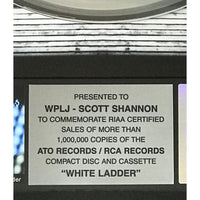 PRESENTED TO
WPLJ - SCOTT SHANNON
TO COMMEMORATE RIAA CERTIFIED
SALES OF MORE THAN
1,000,000 COPIES OF THE
ATO RECORDS / RCA RECORDS
COMPACT DISC AND CASSETTE
"WHITE LADDER"